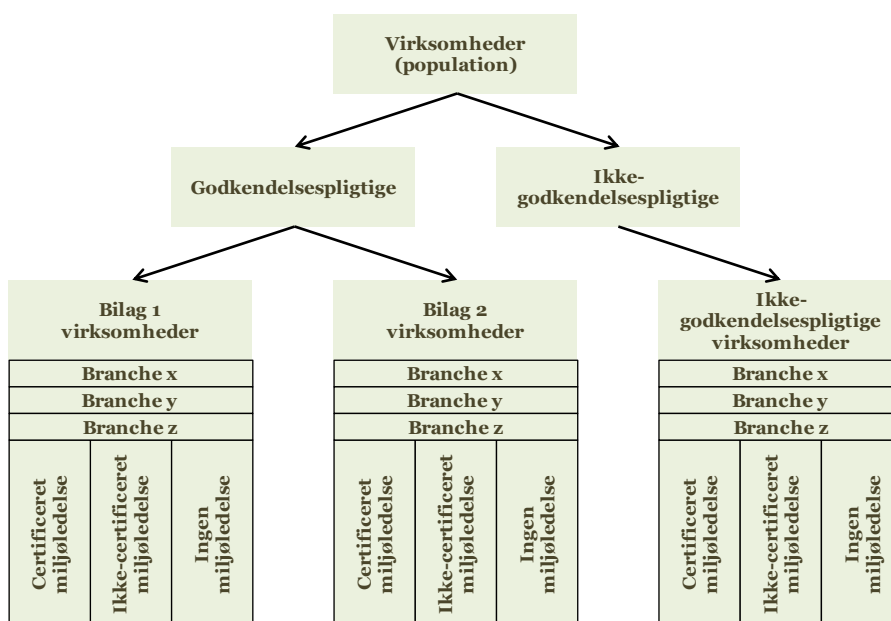 Virksomheder
(population)
Godkendelsespligtige
Ikke-
godkendelsespligtige
Bilag 1
virksomheder
Bilag 2
virksomheder
Ikke-
godkendelsespligtige
virksomheder
Branche x
Branche y
Branche z
Branche x
Branche y
Branche z
Branche x
Branche y
Branche z
Certificeret
miljøledelse
Ikke-certificeret
miljøledelse
Ingen
miljøledelse
Certificeret
miljøledelse
Ikke-certificeret
miljøledelse
Ingen
miljøledelse
Certificeret
miljøledelse
Ikke-certificeret
miljøledelse
Ingen
miljøledelse